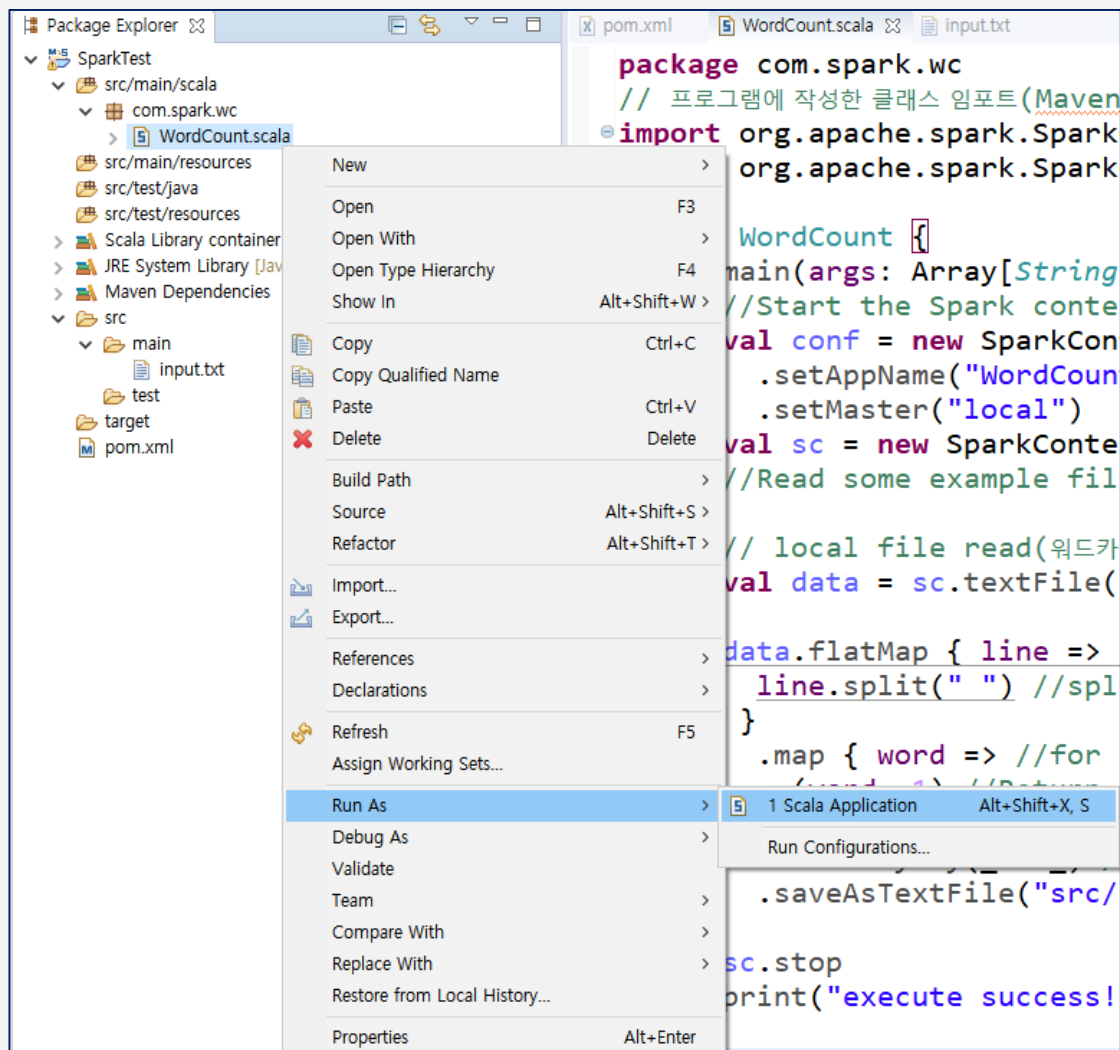 Package Explorer
SparkTest
src/main/scala
com.spark.wc
WordCount.scala
src/main/resources
src/test/java
src/test/resources
Scala Library container
JRE System Library [Jav
Maven Dependencies
src
main
input.txt
test
target
pom.xml
New
Open F3
Open With
Open Type Hierarchy F4
Show In Alt+Shift+W
Copy Ctrl+C
Copy Qualified Name
Paste Ctrl+V
Delete Delete
Build Path
Source Alt+Shift+S
Refactor Alt+Shift+T
Import...
Export...
References
Declarations
Refresh F5
Assign Working Sets...
Run As
Debug As
Validate
Team
Compare With
Replace With
Restore from Local History...
Properties Alt+Enter
1 Scala Application Alt+Shift+X, S
Run Configurations...
pom.xml WordCount.scala input.txt
package com.spark.wc
// 프로그램에 작성한 클래스 임포트(Maven
import org.apache.spark.Spark
org.apache.spark.Spark
WordCount {
main(args: Array[String
//Start the Spark conte
val conf = new SparkCon
.setAppName("WordCoun
.setMaster("local")
val sc = new SparkConte
//Read some example fil
// local file read(워드카
val data = sc.textFile(
data.flatMap { line =>
line.split(" ") //spl
}
.map { word => //for
.saveAsTextFile("src/
sc.stop
print("execute success!